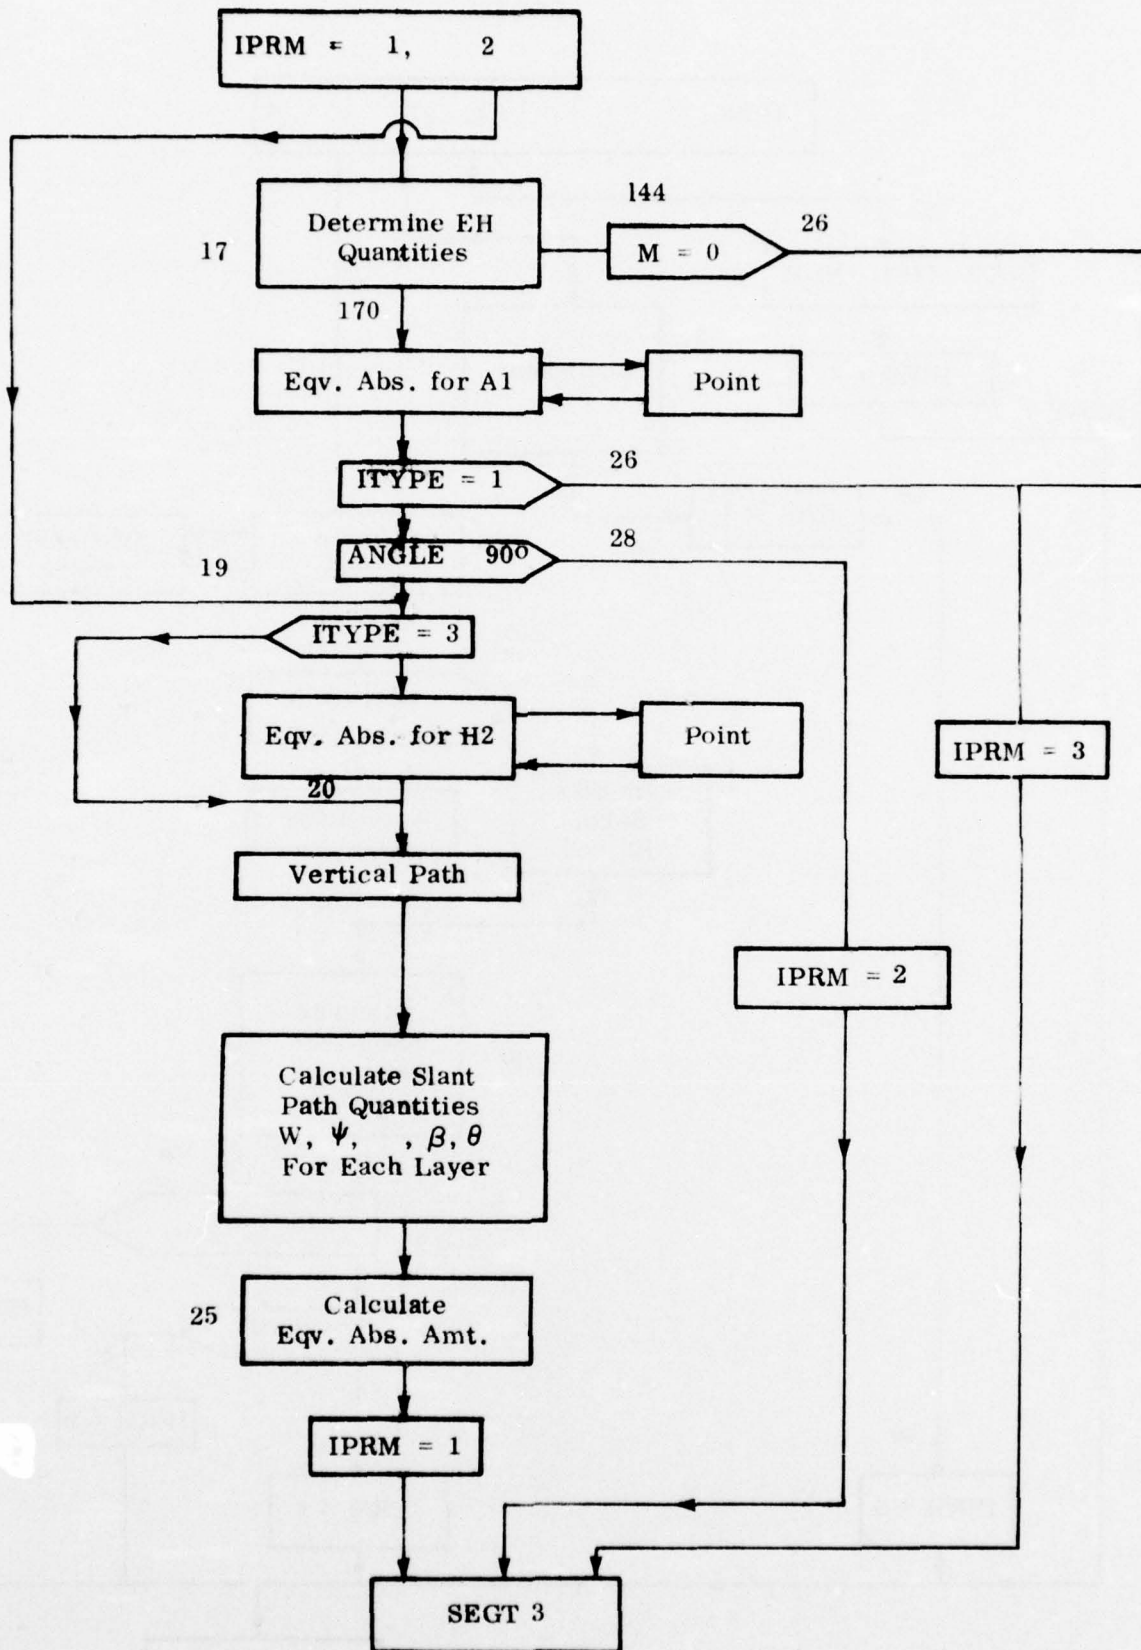 IPRM = 1, 2
144
26
Determine EH
Quantities
17
M = 0
170
Eqv. Abs. for A1
Point
ITYPE = 1
26
ANGLE 90º
28
19
ITYPE = 3
Eqv. Abs. for H2
Point
IPRM = 3
20
Vertical Path
IPRM = 2
Calculate Slant
Path Quantities
W, ψ, , β, θ
For Each Layer
25
Calculate
Eqv. Abs. Amt.
IPRM = 1
SEGT 3